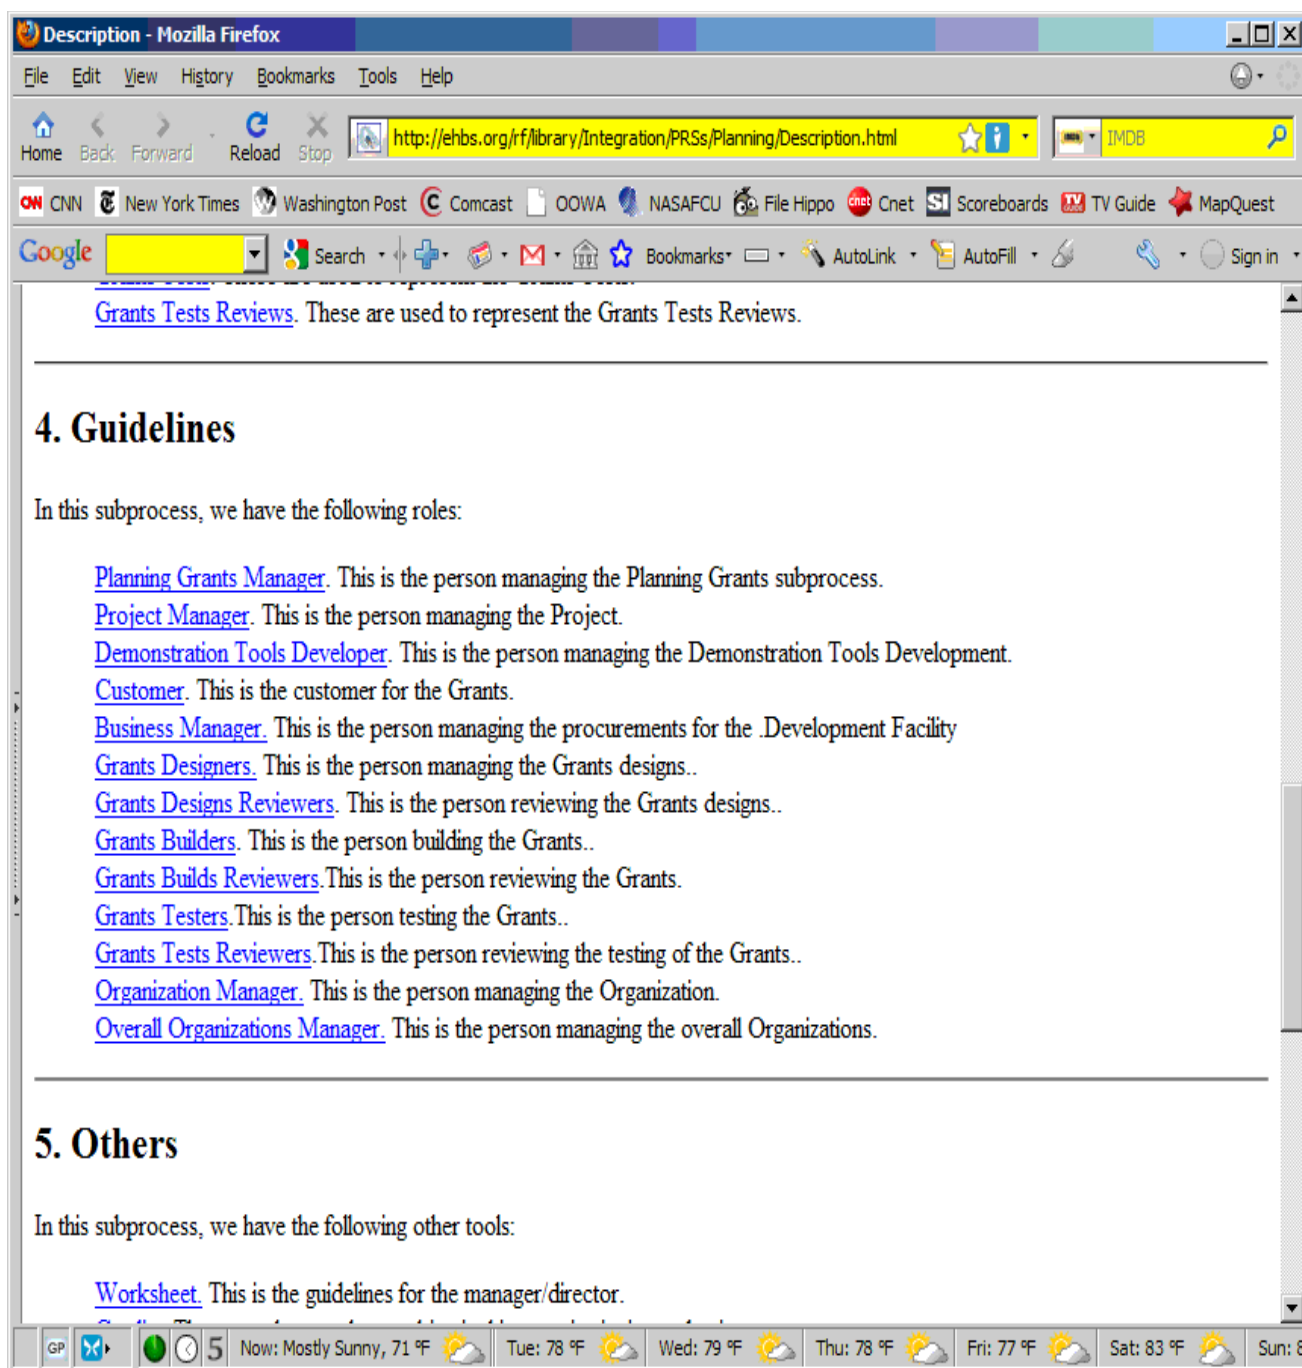 Description - Mozilla Firefox
File Edit View History Bookmarks Tools Help
Home Back Forward Reload Stop http://ehbs.org/rf/library/Integration/PRSs/Planning/Description.html IMDB
CNN CNN New York Times Washington Post Comcast OOWA NASAFCU File Hippo cnet Cnet SI Scoreboards TV GUIDE TV Guide MapQuest
Google Search Bookmarks AutoLink AutoFill Sign in
Grants Tests Reviews. These are used to represent the Grants Tests Reviews.
4. Guidelines
In this subprocess, we have the following roles:
Planning Grants Manager. This is the person managing the Planning Grants subprocess.
Project Manager. This is the person managing the Project.
Demonstration Tools Developer. This is the person managing the Demonstration Tools Development.
Customer. This is the customer for the Grants.
Business Manager. This is the person managing the procurements for the .Development Facility
Grants Designers. This is the person managing the Grants designs..
Grants Designs Reviewers. This is the person reviewing the Grants designs..
Grants Builders. This is the person building the Grants..
Grants Builds Reviewers.This is the person reviewing the Grants.
Grants Testers.This is the person testing the Grants..
Grants Tests Reviewers.This is the person reviewing the testing of the Grants..
Organization Manager. This is the person managing the Organization.
Overall Organizations Manager. This is the person managing the overall Organizations.
5. Others
In this subprocess, we have the following other tools:
Worksheet. This is the guidelines for the manager/director.
GP 5 Now: Mostly Sunny, 71 °F Tue: 78 °F Wed: 79 °F Thu: 78 °F Fri: 77 °F Sat: 83 °F Sun: 8